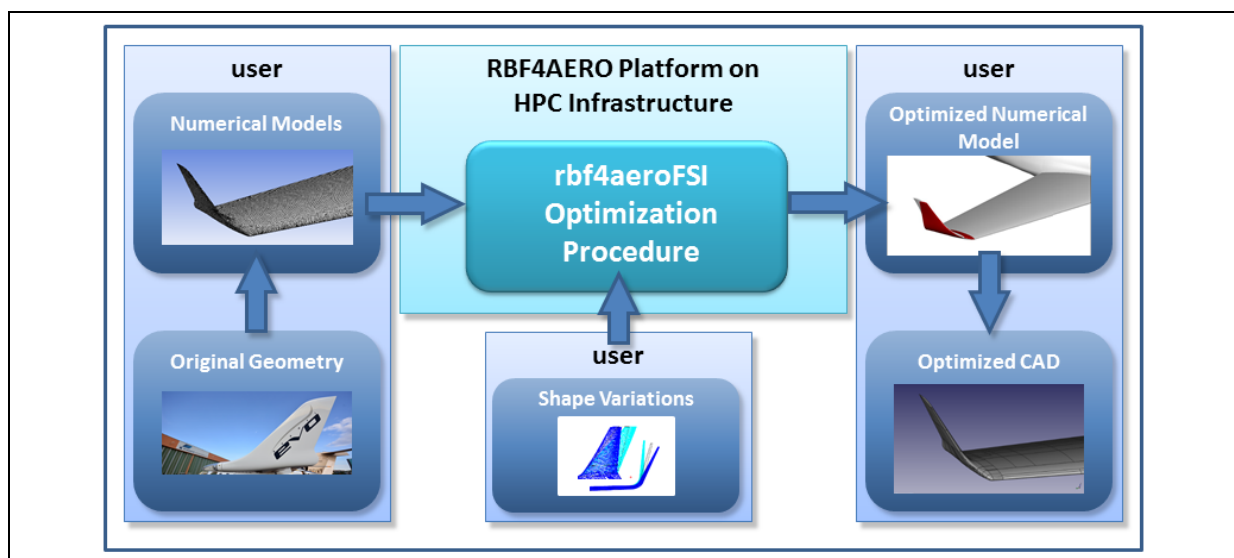 user
Numerical Models
Original Geometry
EVO
RBF4AERO Platform on
HPC Infrastructure
rbf4aeroFSI
Optimization
Procedure
user
Shape Variations
user
Optimized Numerical
Model
Optimized CAD